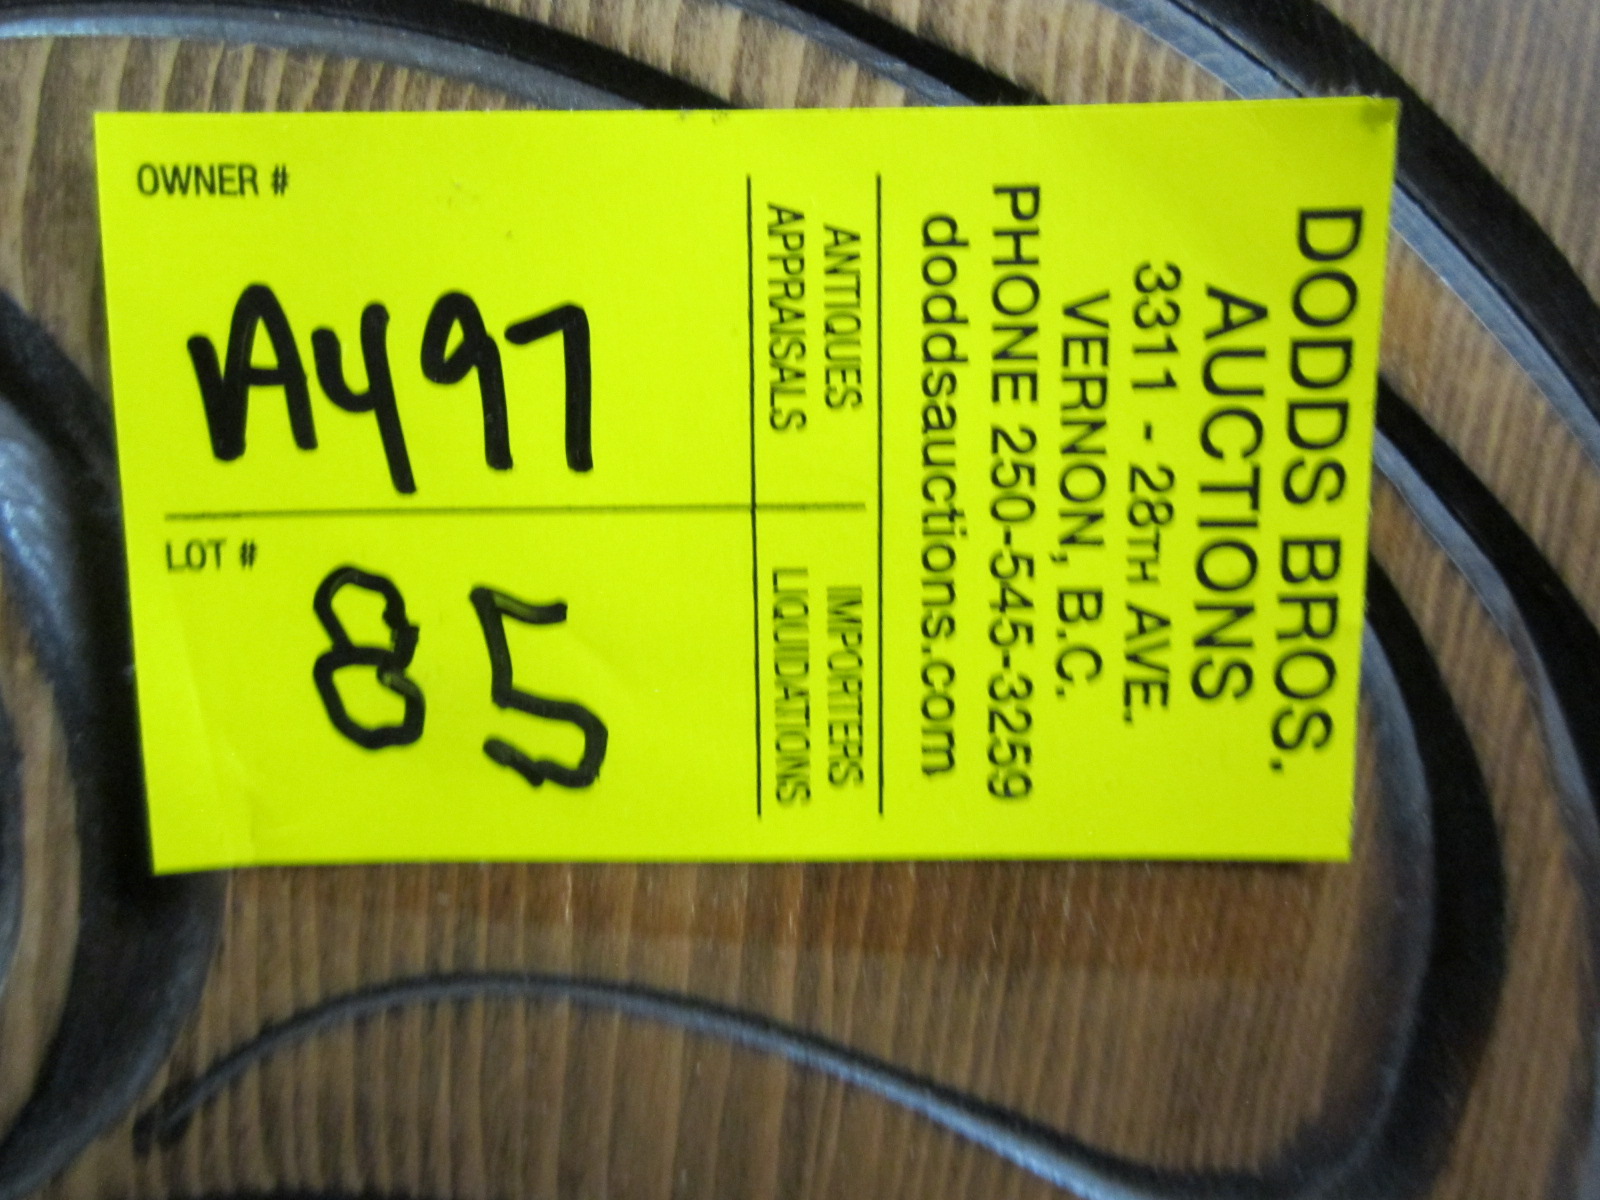 DODDS BROS.
AUCTIONS
3311 - 28TH AVE.
VERNON, B.C.
PHONE 250-545-3259
doddsauctions.com
ANTIQUES
APPRAISALS
IMPORTERS
LIQUIDATIONS
OWNER #
A497
LOT #
85